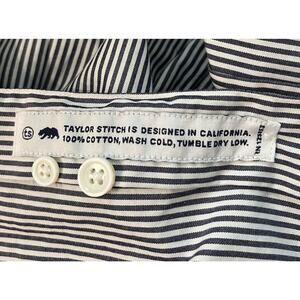 TS
TAYLOR STITCH IS DESIGNED IN CALIFORNIA.
100% COTTON, WASH COLD, TUMBLE DRY LOW.